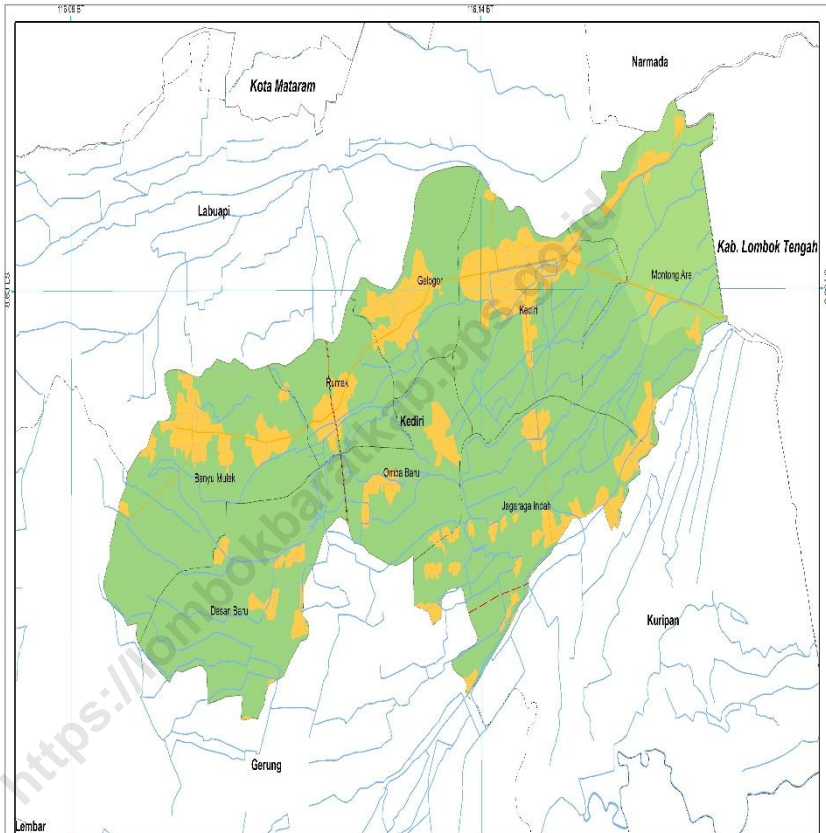 Narmada
Kota Mataram
Labuapi
Kab. Lombok Tengah
Montong Are
Gelogor
Kediri
Rumak
Kediri
Ombe Baru
Banyu Mulek
Jagaraga Indah
Dasan Baru
Kuripan
Gerung
Lembar
https://lombokbaratkab.bps.go.id